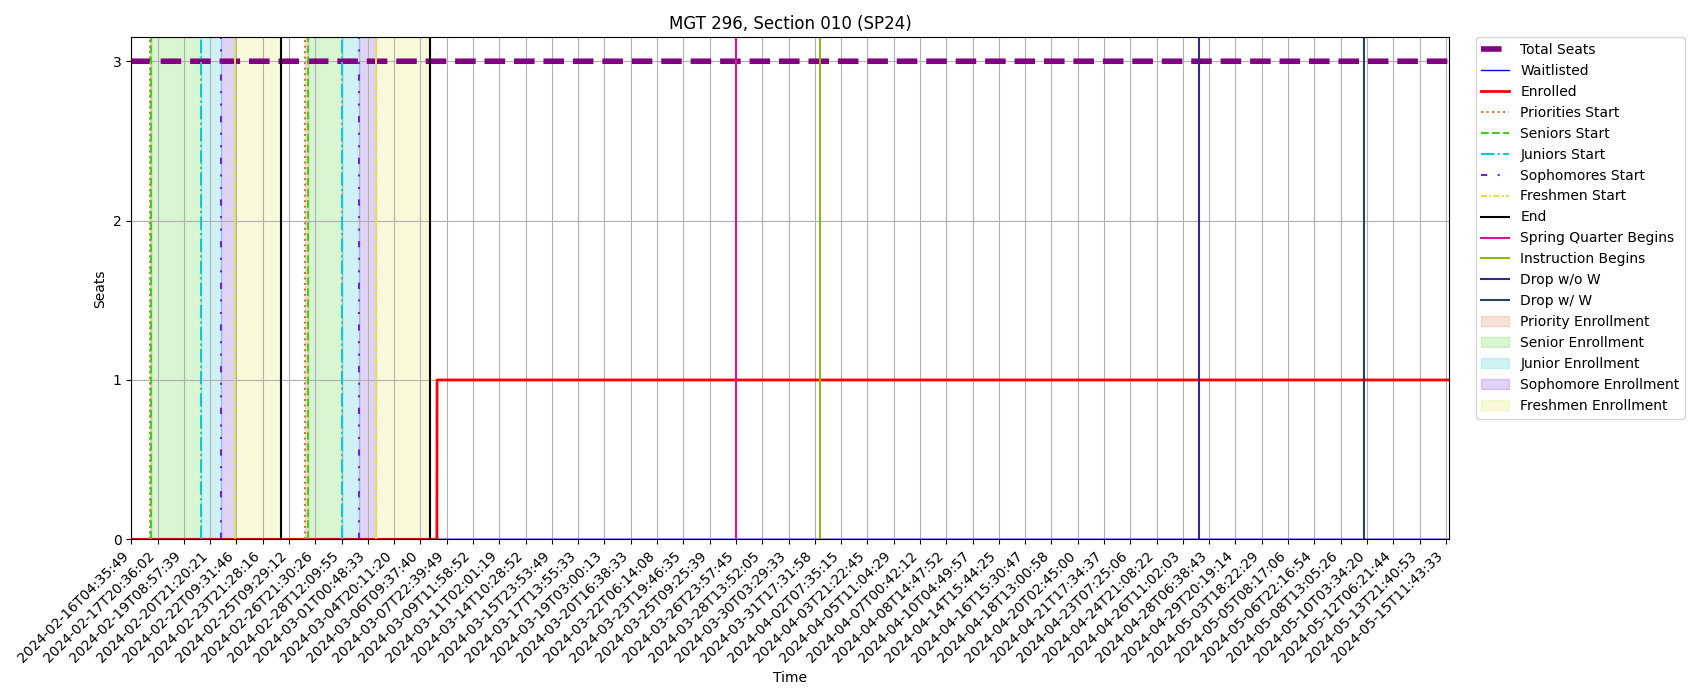 MGT 296, Section 010 (SP24)
Seats
3
2
1
0
2024-02-16T04:35:49
2024-02-17T20:36:02
2024-02-19T08:57:39
2024-02-20T21:20:21
2024-02-22T09:31:46
2024-02-23T21:28:16
2024-02-25T09:29:12
2024-02-26T21:30:26
2024-02-28T12:09:55
2024-03-01T00:48:33
2024-03-04T20:11:20
2024-03-06T09:37:40
2024-03-07T22:39:49
2024-03-09T11:58:52
2024-03-11T02:01:19
2024-03-14T10:28:52
2024-03-15T23:53:49
2024-03-17T13:55:33
2024-03-19T03:00:13
2024-03-20T16:38:33
2024-03-22T06:14:08
2024-03-23T19:46:35
2024-03-25T09:25:39
2024-03-26T23:57:45
2024-03-28T13:52:05
2024-03-30T03:29:33
2024-03-31T17:31:58
2024-04-02T07:35:15
2024-04-03T21:22:45
2024-04-05T11:04:29
2024-04-07T00:42:12
2024-04-08T14:47:52
2024-04-10T04:49:57
2024-04-14T15:44:25
2024-04-16T15:30:47
2024-04-18T13:00:58
2024-04-20T02:45:00
2024-04-21T17:34:37
2024-04-23T07:25:06
2024-04-24T21:08:22
2024-04-26T11:02:03
2024-04-28T06:38:43
2024-04-29T20:19:14
2024-05-03T18:22:29
2024-05-05T08:17:06
2024-05-06T22:16:54
2024-05-08T13:05:26
2024-05-10T03:34:20
2024-05-12T06:21:44
2024-05-13T21:40:53
2024-05-15T11:43:33
Time
Total Seats
Waitlisted
Enrolled
Priorities Start
Seniors Start
Juniors Start
Sophomores Start
Freshmen Start
End
Spring Quarter Begins
Instruction Begins
Drop w/o W
Drop w/ W
Priority Enrollment
Senior Enrollment
Junior Enrollment
Sophomore Enrollment
Freshmen Enrollment